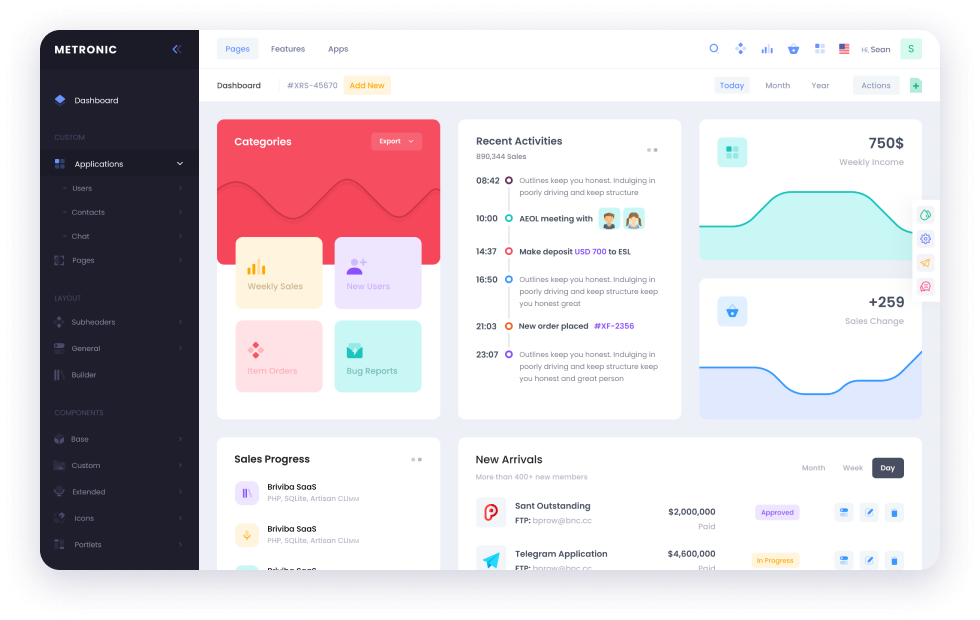 METRONIC
Dashboard
CUSTOM
Applications
Users
Contacts
Chat
Pages
LAYOUT
Subheaders
General
Builder
COMPONENTS
Base
Custom
Extended
Icons
Portlets
Pages Features Apps
Hi, Sean S
Dashboard #XRS-45670 Add New
Today Month Year Actions
Categories Export
Weekly Sales
New Users
Item Orders
Bug Reports
Recent Activities
890,344 Sales
08:42 Outlines keep you honest. Indulging in
poorly driving and keep structure
10:00 AEOL meeting with
14:37 Make deposit USD 700 to ESL
16:50 Outlines keep you honest. Indulging in
poorly driving and keep structure keep
you honest great
21:03 New order placed #XF-2356
23:07 Outlines keep you honest. Indulging in
poorly driving and keep structure keep
you honest and great person
750$
Weekly Income
+259
Sales Change
Sales Progress
Briviba SaaS
PHP, SQLite, Artisan CLIмм
Briviba SaaS
PHP, SQLite, Artisan CLIмм
Briviba SaaS
New Arrivals
More than 400+ new members
Month Week Day
Sant Outstanding
FTP: bprow@bnc.cc
$2,000,000
Paid
Approved
Telegram Application
FTP: bprow@bnc.cc
$4,600,000
Paid
In Progress